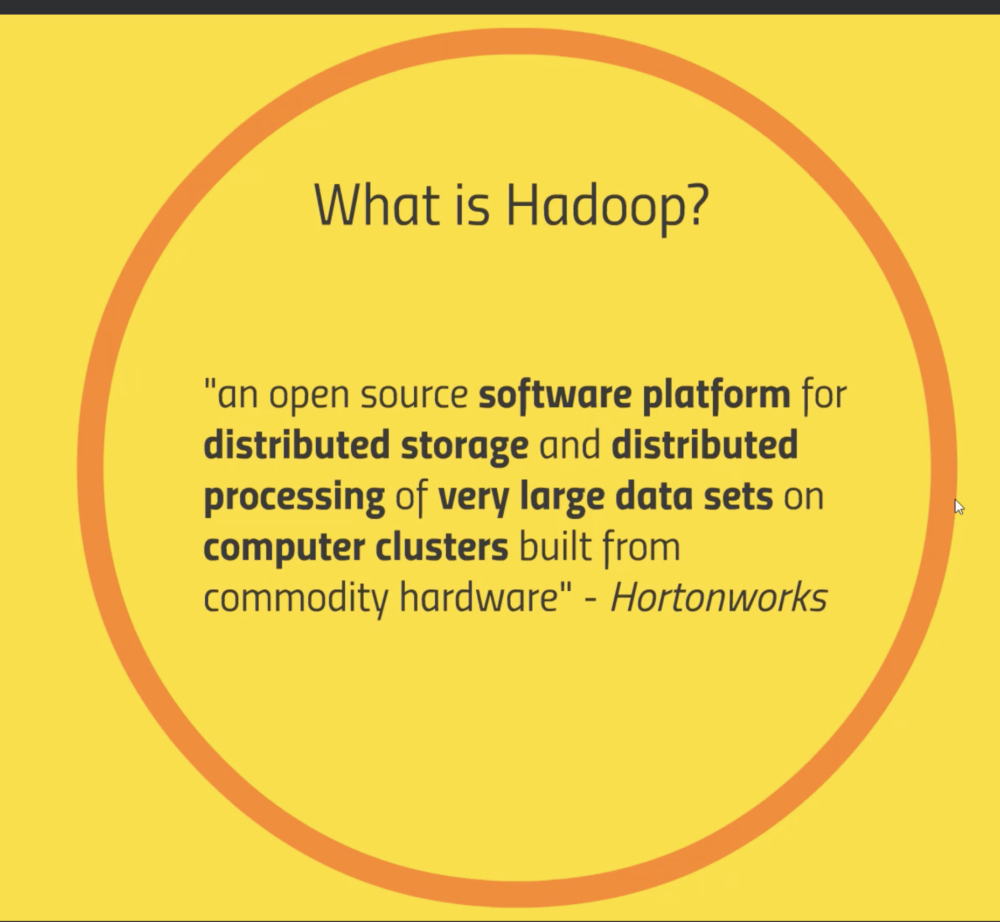 What is Hadoop?
"an open source software platform for
distributed storage and distributed
processing of very large data sets on
computer clusters built from
commodity hardware" - Hortonworks